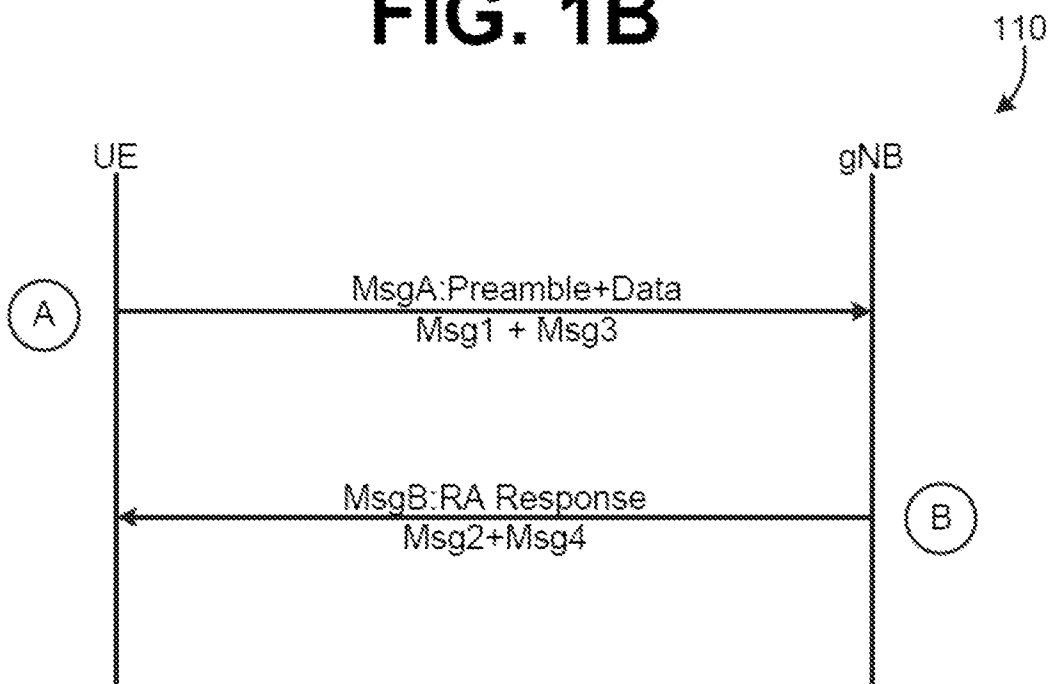 FIG. 1B
110
UE
gNB
MsgA:Preamble+Data
A
Msg1 + Msg3
MsgB:RA Response
B
Msg2+Msg4